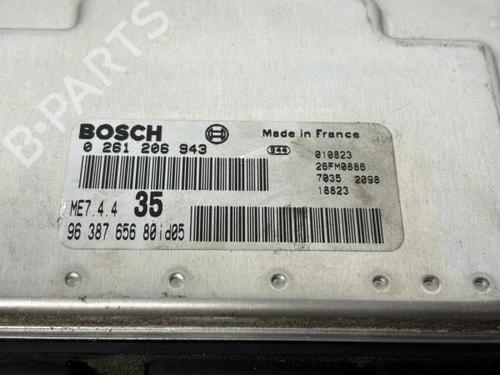 B-PARTS
BOSCH
Made in France
0 261 206 943
010823
26FM0886
7035 2098
18823
ME7.4.4 35
96 387 656 80id05